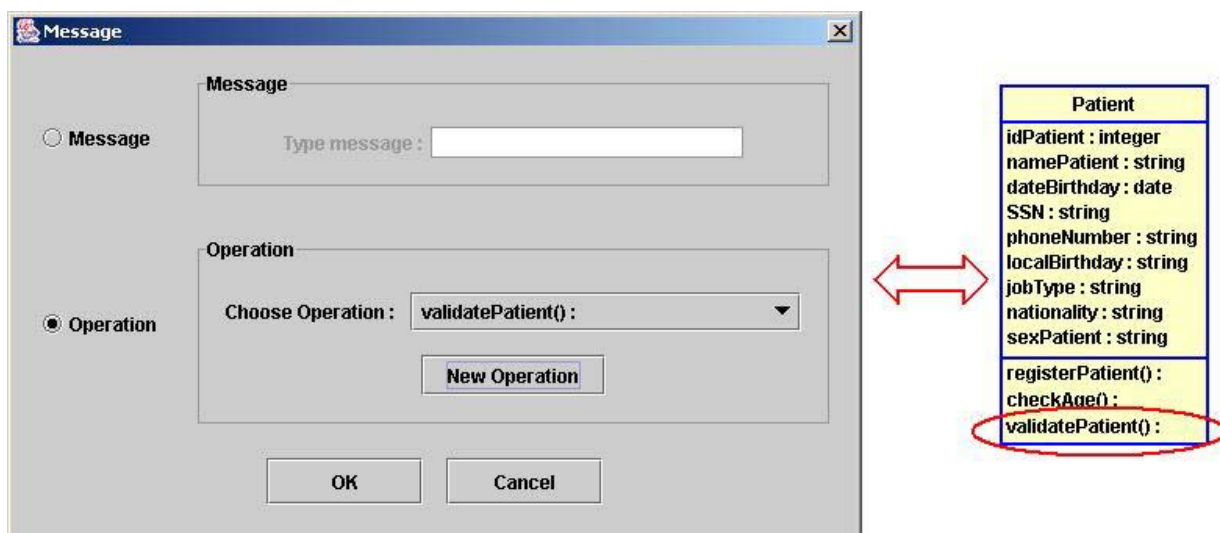 Message
Message
Message
Type message :
Operation
Operation
Choose Operation :
validatePatient() :
New Operation
OK
Cancel
Patient
idPatient : integer
namePatient : string
dateBirthday : date
SSN : string
phoneNumber : string
localBirthday : string
jobType : string
nationality : string
sexPatient : string
registerPatient() :
checkAge() :
validatePatient() :